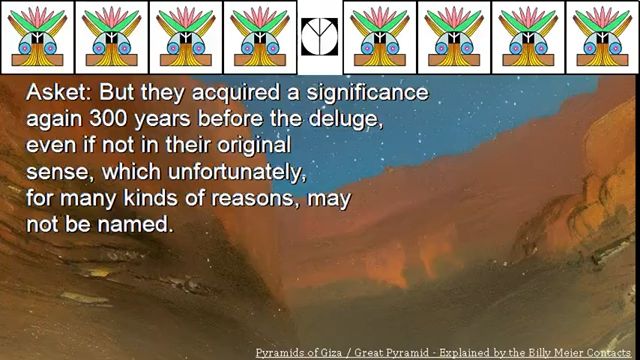 Asket: But they acquired a significance
again 300 years before the deluge,
even if not in their original
sense, which unfortunately,
for many kinds of reasons, may
not be named.
Pyramids of Giza / Great Pyramid - Explained by the Billy Meier Contacts